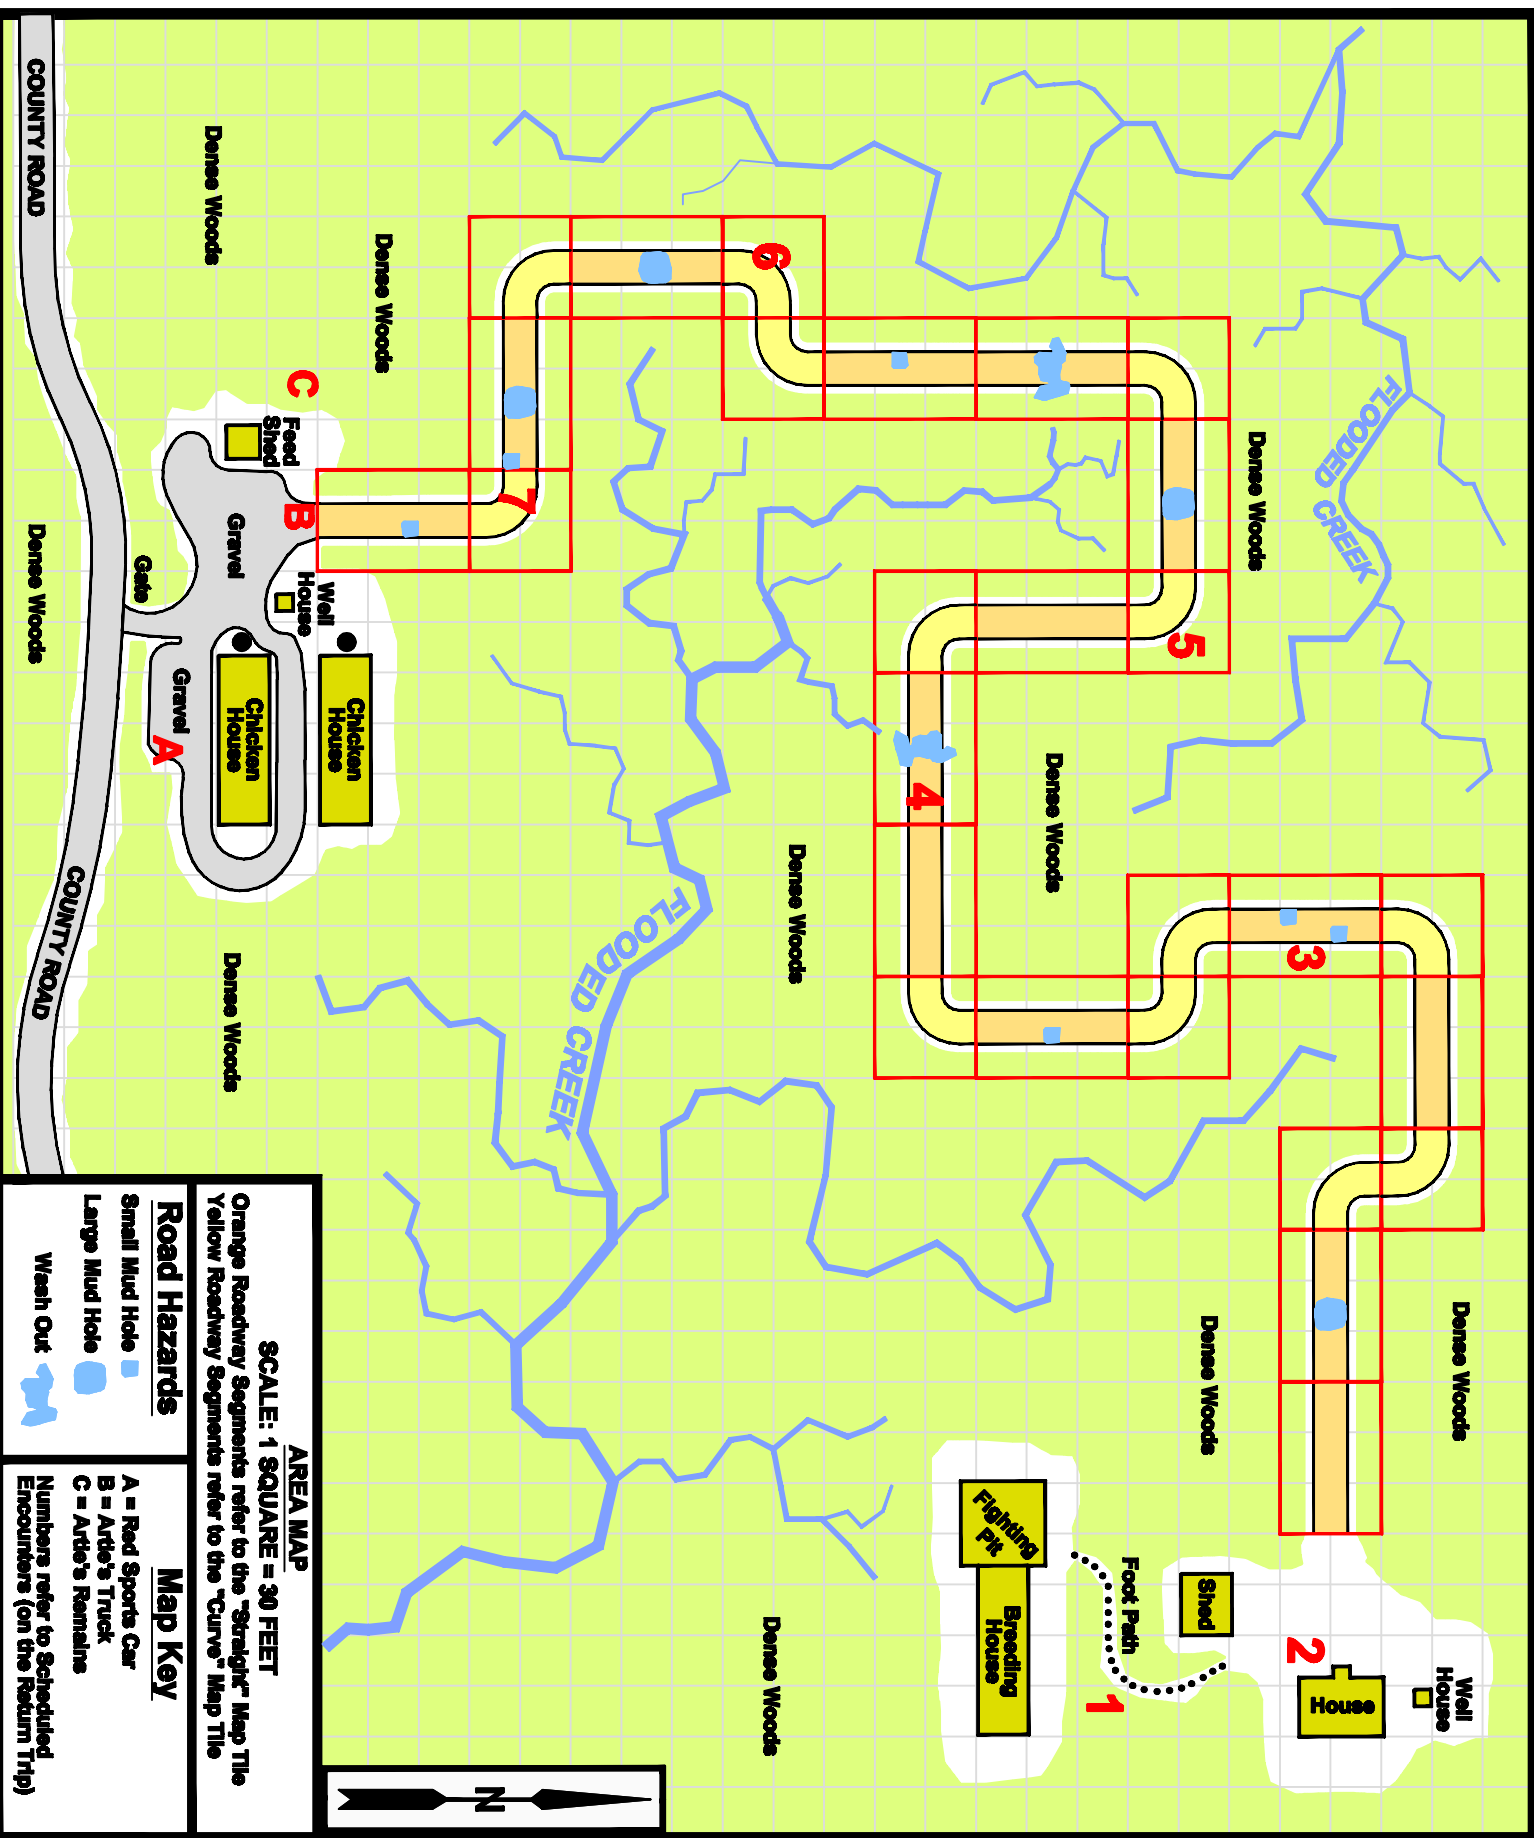 COUNTY ROAD
Dense Woods
Dense Woods
C
Feed
Shed
B
Gravel
Gate
Well
House
Dense Woods
Chicken
House
Chicken
House
Gravel
A
COUNTY ROAD
Dense Woods
6
7
FLOODED CREEK
Dense Woods
5
4
Dense Woods
Dense Woods
3
FLOODED CREEK
Dense Woods
Dense Woods
Fighting
Pit
Breeding
House
Foot Path
1
Shed
2
House
Well
House
Dense Woods
AREA MAP
SCALE: 1 SQUARE = 30 FEET
Orange Roadway Segments refer to the "Straight" Map Tile
Yellow Roadway Segments refer to the "Curve" Map Tile
Road Hazards
Small Mud Hole
Large Mud Hole
Wash Out
Map Key
A = Red Sports Car
B = Artie's Truck
C = Artie's Remains
Numbers refer to Scheduled
Encounters (on the Return Trip)
N